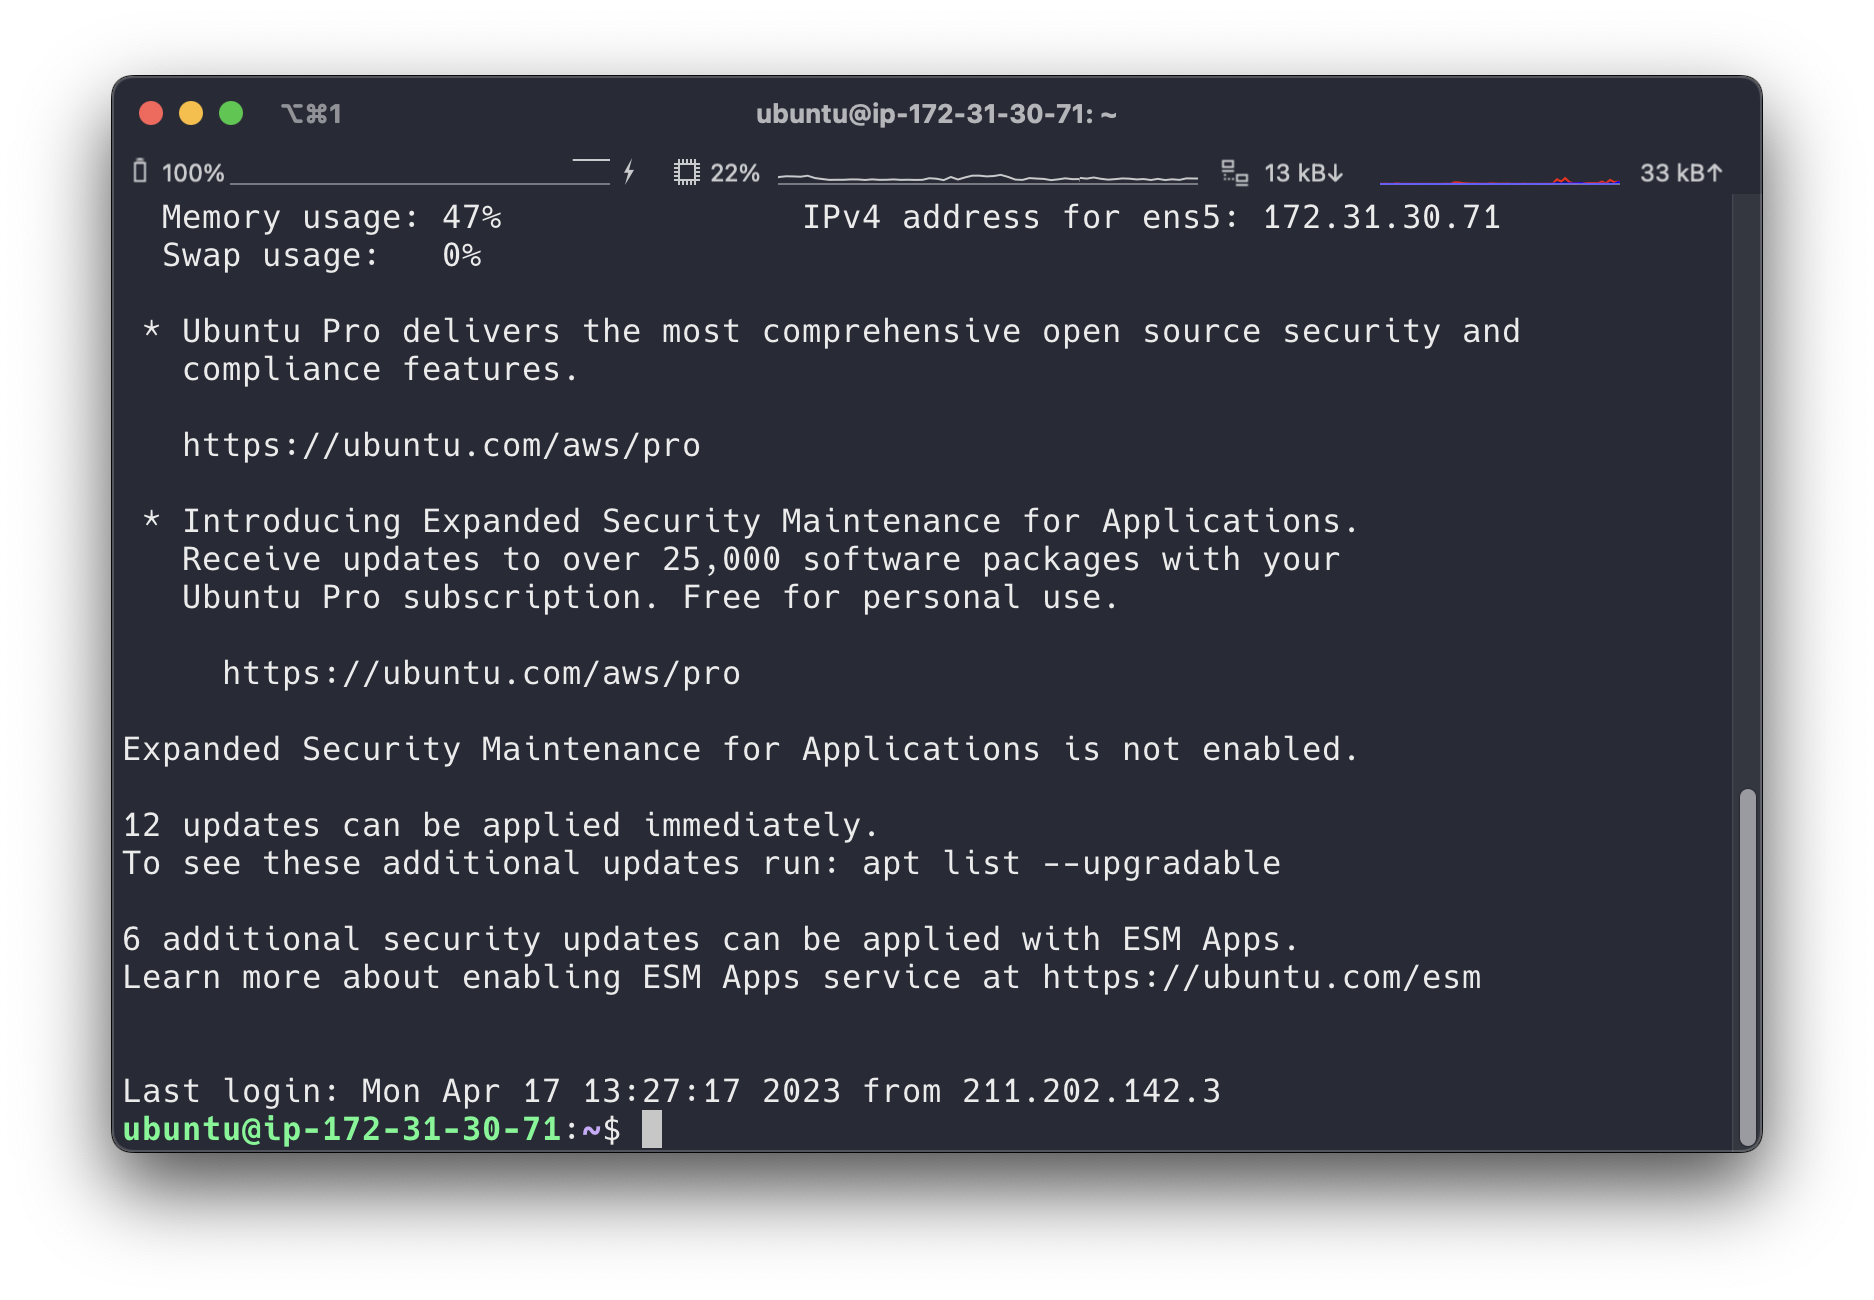 ⌥⌘1 ubuntu@ip-172-31-30-71: ~
100% 22% 13 kB↓ 33 kB↑
Memory usage: 47% IPv4 address for ens5: 172.31.30.71
Swap usage: 0%
* Ubuntu Pro delivers the most comprehensive open source security and
compliance features.
https://ubuntu.com/aws/pro
* Introducing Expanded Security Maintenance for Applications.
Receive updates to over 25,000 software packages with your
Ubuntu Pro subscription. Free for personal use.
https://ubuntu.com/aws/pro
Expanded Security Maintenance for Applications is not enabled.
12 updates can be applied immediately.
To see these additional updates run: apt list --upgradable
6 additional security updates can be applied with ESM Apps.
Learn more about enabling ESM Apps service at https://ubuntu.com/esm
Last login: Mon Apr 17 13:27:17 2023 from 211.202.142.3
ubuntu@ip-172-31-30-71:~$